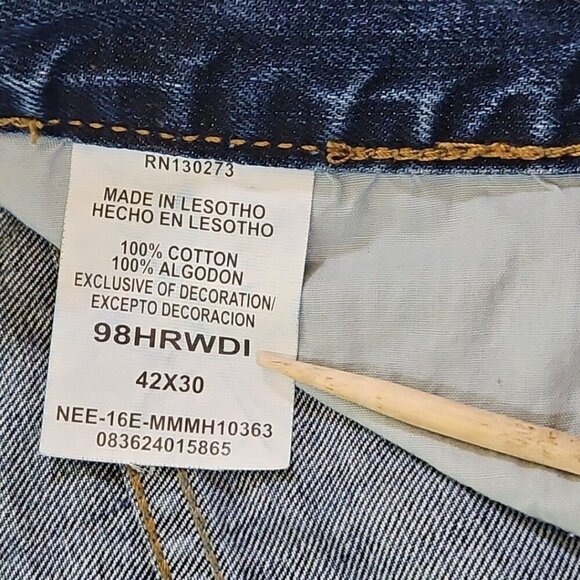 RN130273
MADE IN LESOTHO
HECHO EN LESOTHO
100% COTTON
100% ALGODON
EXCLUSIVE OF DECORATION/
EXCEPTO DECORACION
98HRWDI
42X30
NEE-16E-MMMH10363
083624015865